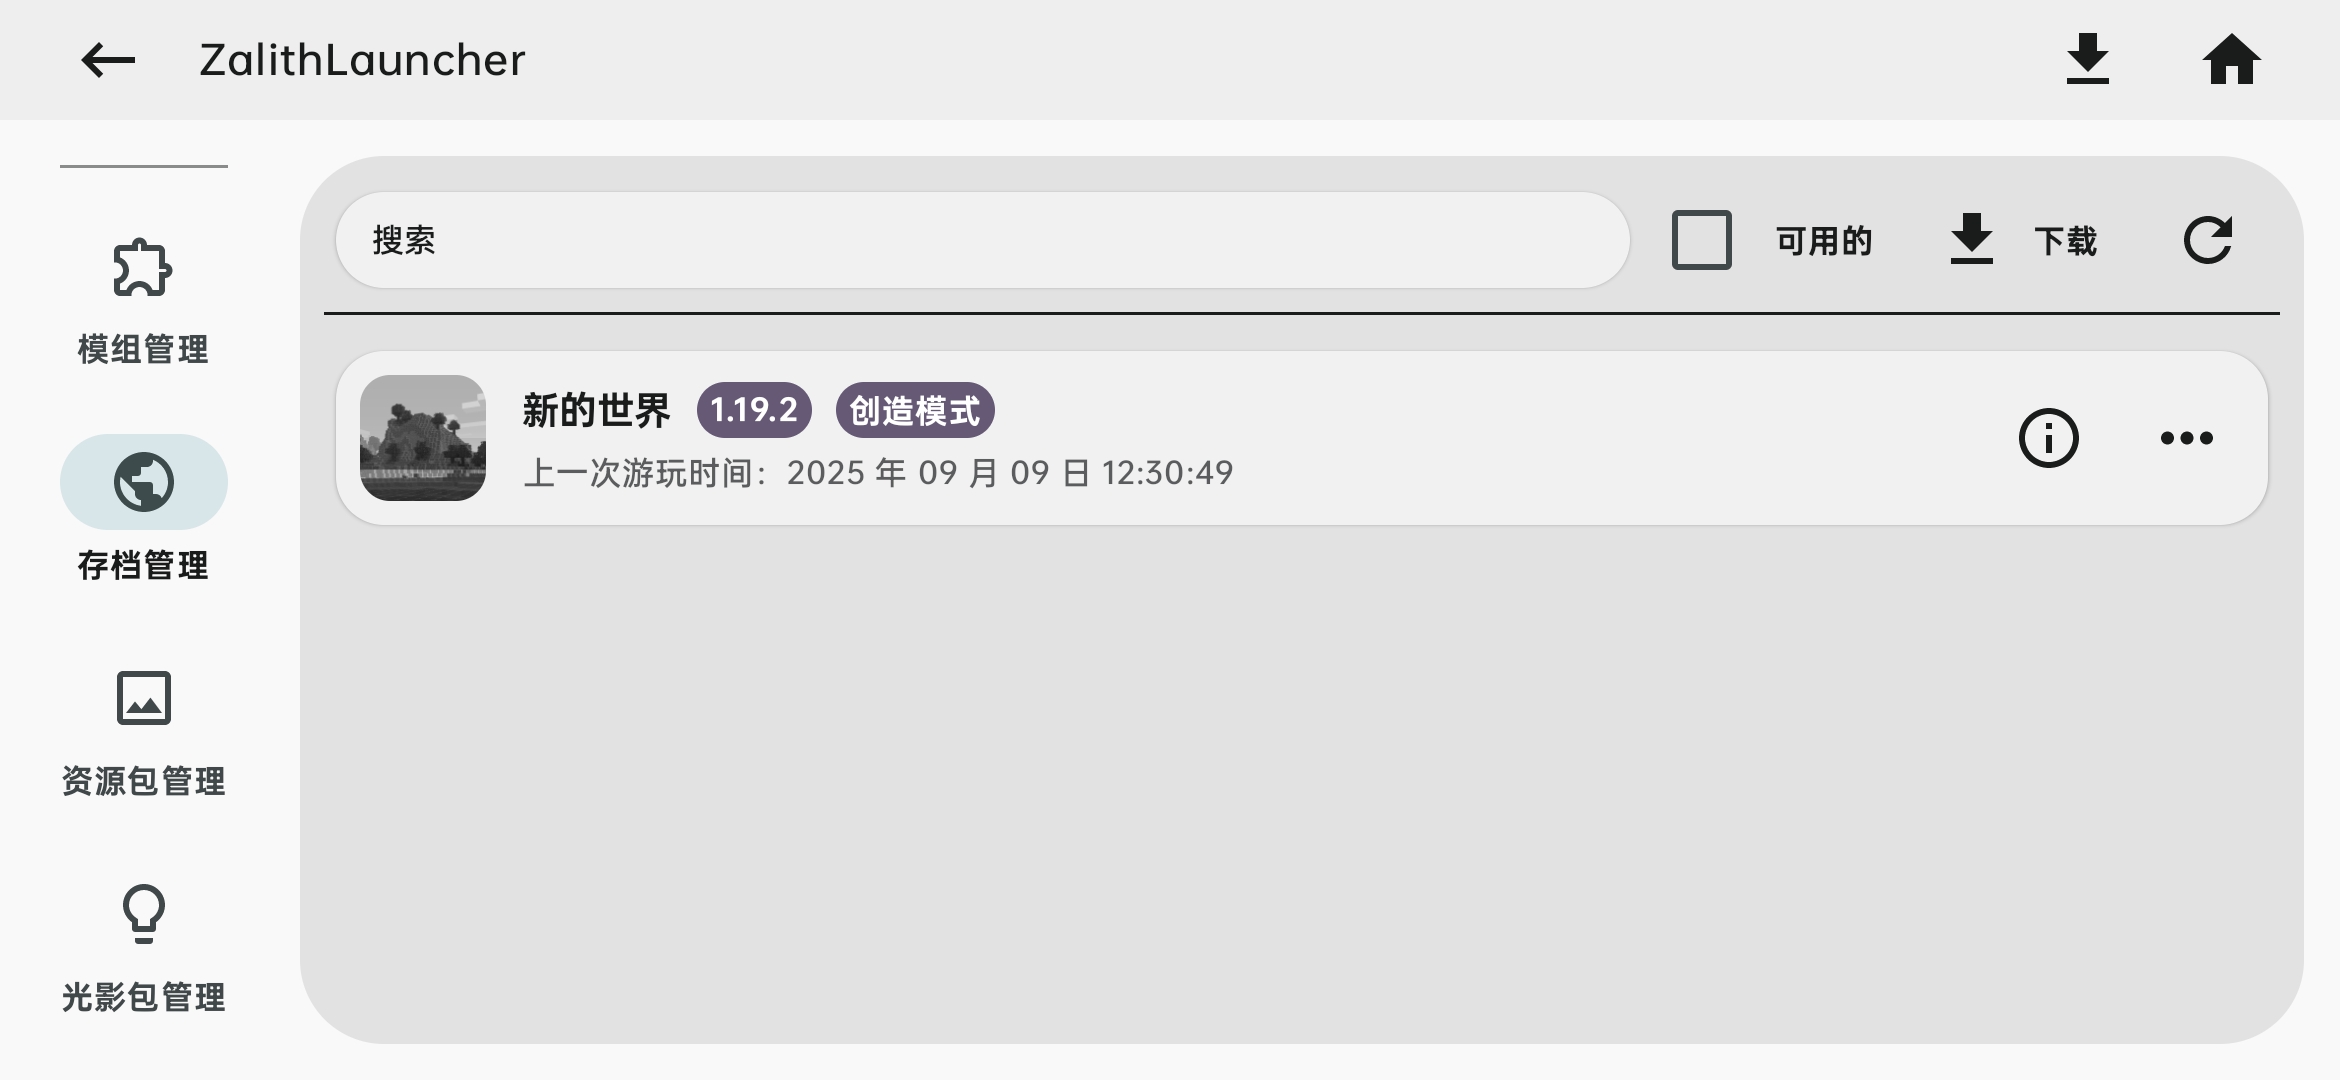 ZalithLauncher
模组管理
存档管理
资源包管理
光影包管理
搜索
可用的
下载
新的世界 1.19.2 创造模式
上一次游玩时间：2025 年 09 月 09 日 12:30:49